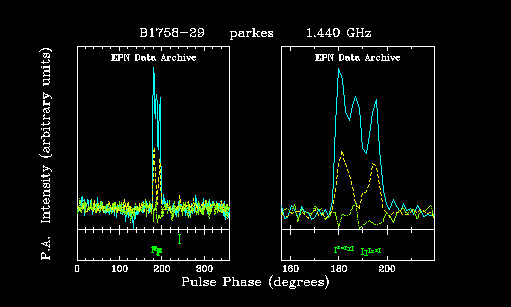 B1758-29 parkes 1.440 GHz
EPN Data Archive EPN Data Archive
Intensity (arbitrary units)
P.A.
0 100 200 300 160 180 200
Pulse Phase (degrees)